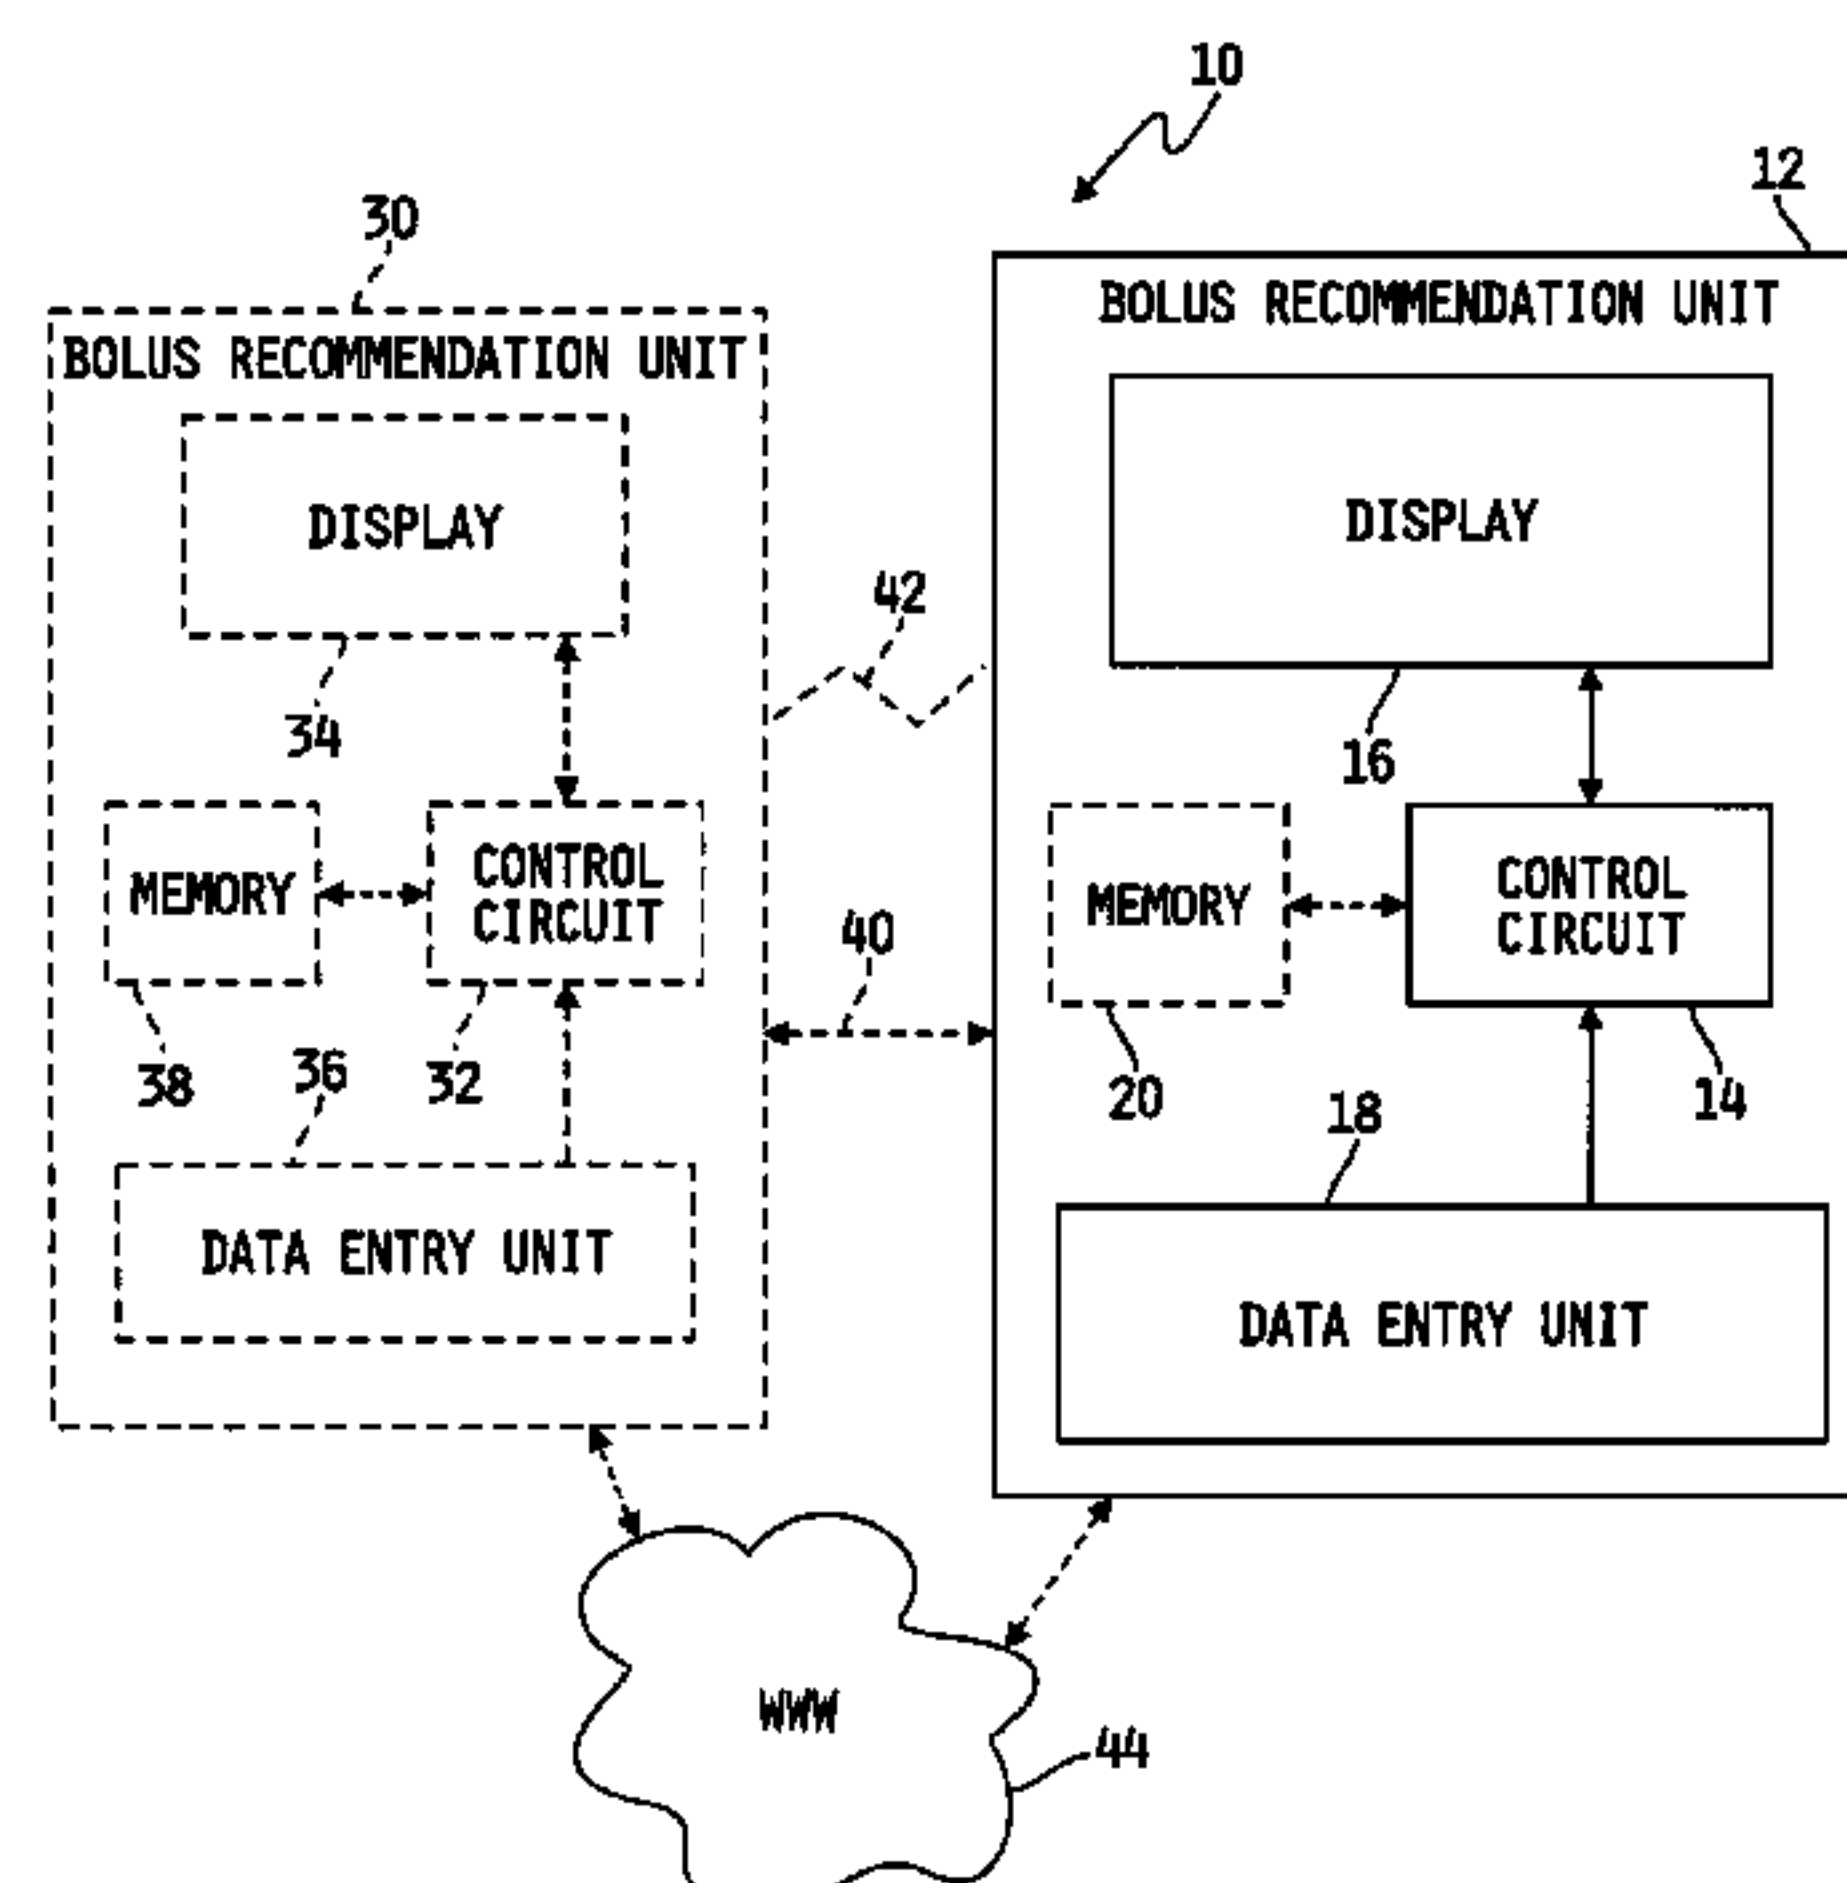 10
12
30
BOLUS RECOMMENDATION UNIT
BOLUS RECOMMENDATION UNIT
DISPLAY
DISPLAY
42
34
16
MEMORY
CONTROL
CIRCUIT
MEMORY
CONTROL
CIRCUIT
40
38
36
32
20
18
14
DATA ENTRY UNIT
DATA ENTRY UNIT
WWW
44